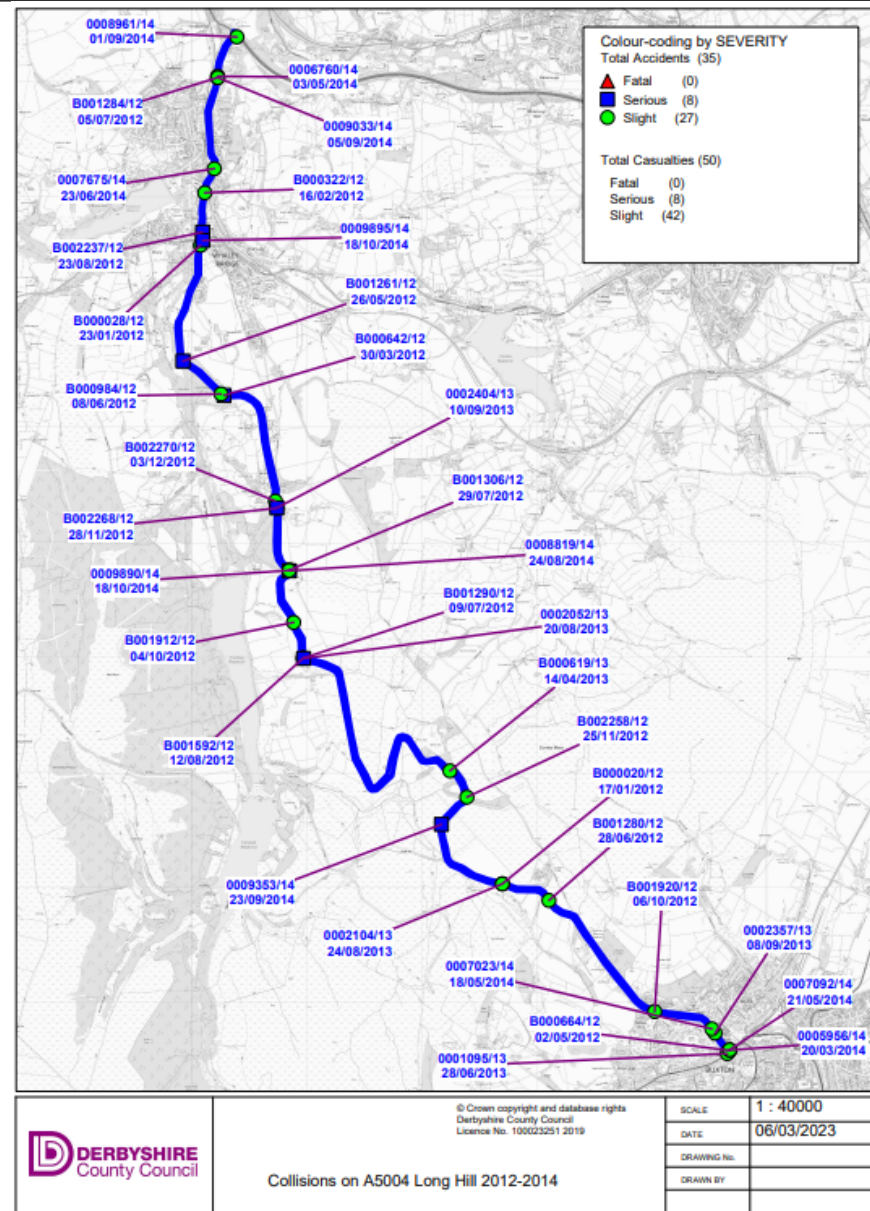 0008961/14
01/09/2014
Colour-coding by SEVERITY
Total Accidents (35)
Fatal (0)
Serious (8)
Slight (27)
Total Casualties (50)
Fatal (0)
Serious (8)
Slight (42)
0006760/14
03/05/2014
B001284/12
05/07/2012
0009033/14
05/09/2014
0007675/14
23/06/2014
B000322/12
16/02/2012
0009895/14
18/10/2014
B002237/12
23/08/2012
B001261/12
26/05/2012
B000028/12
23/01/2012
B000642/12
30/03/2012
B000984/12
08/06/2012
0002404/13
10/09/2013
B002270/12
03/12/2012
B001306/12
29/07/2012
B002268/12
28/11/2012
0008819/14
24/08/2014
0009890/14
18/10/2014
B001290/12
09/07/2012
0002052/13
20/08/2013
B001912/12
04/10/2012
B000619/13
14/04/2013
B002258/12
25/11/2012
B001592/12
12/08/2012
B000020/12
17/01/2012
B001280/12
28/06/2012
0009353/14
23/09/2014
B001920/12
06/10/2012
0002104/13
24/08/2013
0002357/13
08/09/2013
0007023/14
18/05/2014
0007092/14
21/05/2014
B000664/12
02/05/2012
0005956/14
20/03/2014
0001095/13
28/06/2013
BUXTON
DERBYSHIRE
County Council
© Crown copyright and database rights
Derbyshire County Council
Licence No. 100023251 2019
Collisions on A5004 Long Hill 2012-2014
SCALE 1 : 40000
DATE 06/03/2023
DRAWING No.
DRAWN BY